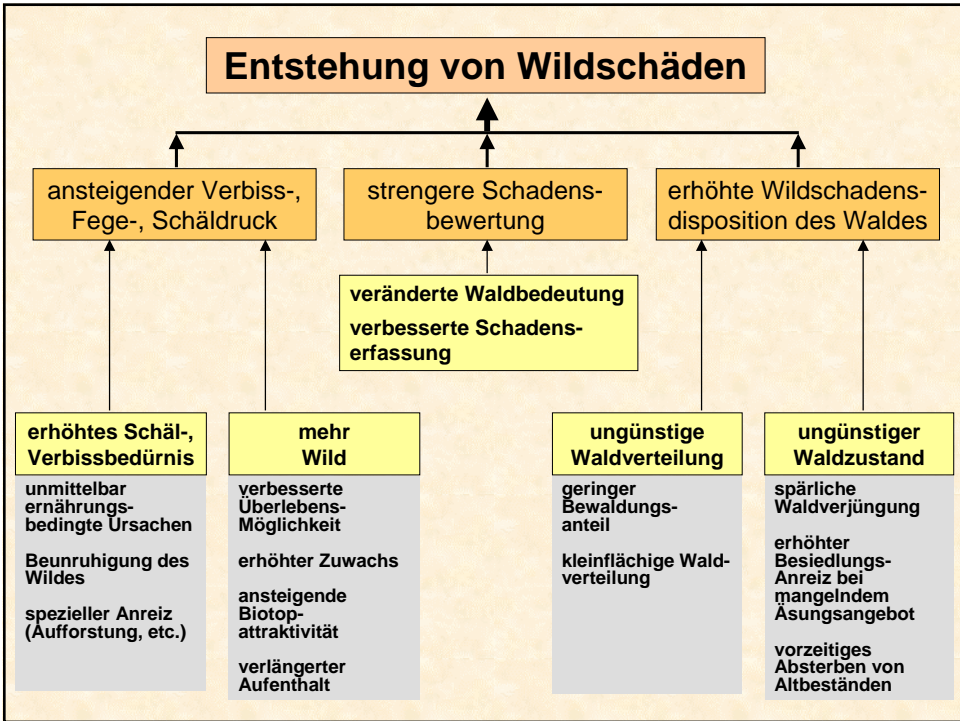 Entstehung von Wildschäden
ansteigender Verbiss-,
Fege-, Schäldruck
strengere Schadens-
bewertung
erhöhte Wildschadens-
disposition des Waldes
veränderte Waldbedeutung
verbesserte Schadens-
erfassung
erhöhtes Schäl-,
Verbissbedürnis
unmittelbar
ernährungs-
bedingte Ursachen
Beunruhigung des
Wildes
spezieller Anreiz
(Aufforstung, etc.)
mehr
Wild
verbesserte
Überlebens-
Möglichkeit
erhöhter Zuwachs
ansteigende
Biotop-
attraktivität
verlängerter
Aufenthalt
ungünstige
Waldverteilung
geringer
Bewaldungs-
anteil
kleinflächige Wald-
verteilung
ungünstiger
Waldzustand
spärliche
Waldverjüngung
erhöhter
Besiedlungs-
Anreiz bei
mangelndem
Äsungsangebot
vorzeitiges
Absterben von
Altbeständen